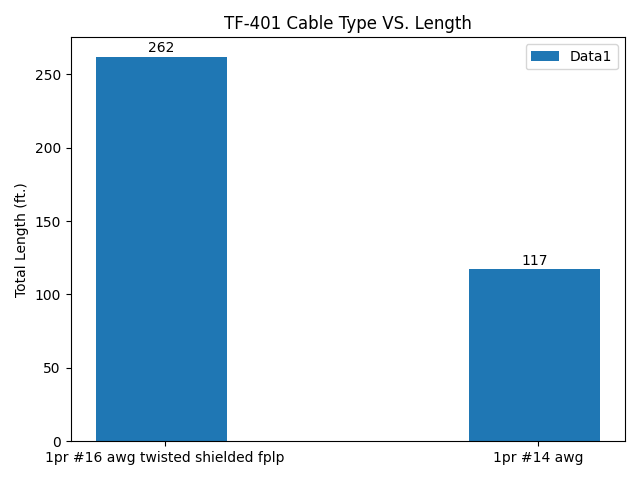 TF-401 Cable Type VS. Length
262
Data1
250
200
Total Length (ft.)
150
117
100
50
0
1pr #16 awg twisted shielded fplp
1pr #14 awg